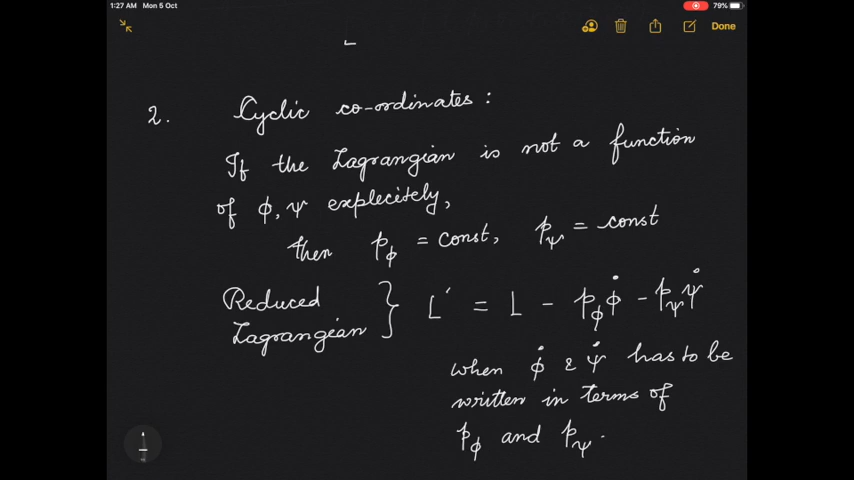 1:27 AM Mon 5 Oct
79%
Done
2. Cyclic co-ordinates:
If the Lagrangian is not a function
of ϕ, ψ explecitely,
then p_ϕ = const, p_ψ = const
Reduced
Lagrangian } L′ = L - p_ϕ ϕ̇ - p_ψ ψ̇
when ϕ̇ & ψ̇ has to be
written in terms of
p_ϕ and p_ψ.